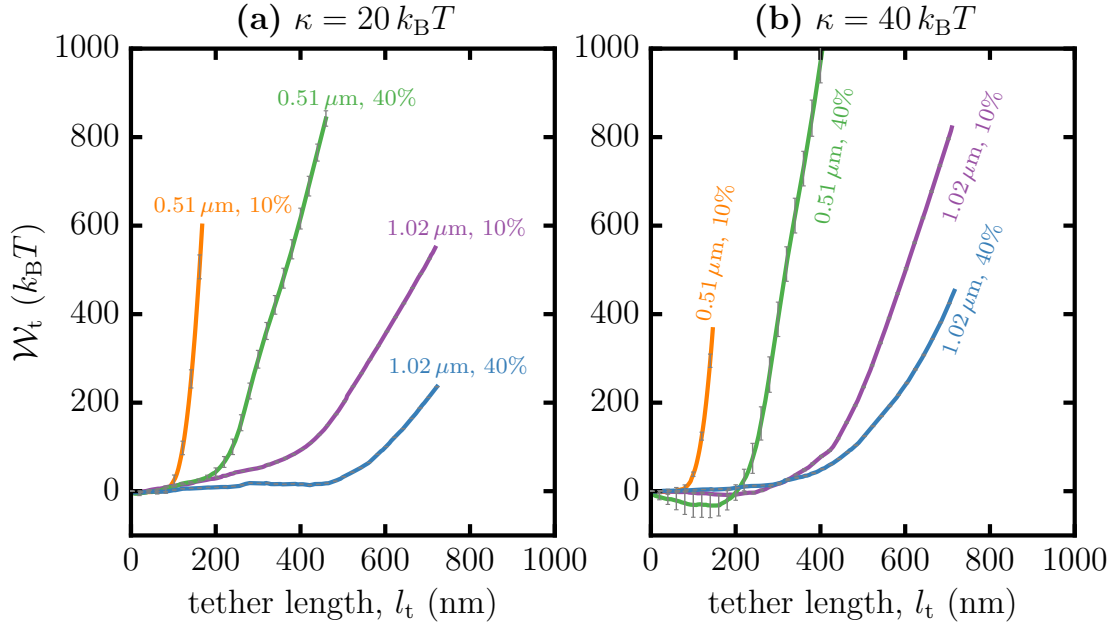 (a) κ = 20 k_BT
(b) κ = 40 k_BT
𝒲_t (k_BT)
1000
800
600
400
200
0
0.51 μm, 40%
0.51 μm, 10%
1.02 μm, 10%
1.02 μm, 40%
0
200
400
600
800
1000
tether length, l_t (nm)
1000
800
600
400
200
0
0.51 μm, 10%
0.51 μm, 40%
1.02 μm, 10%
1.02 μm, 40%
0
200
400
600
800
1000
tether length, l_t (nm)